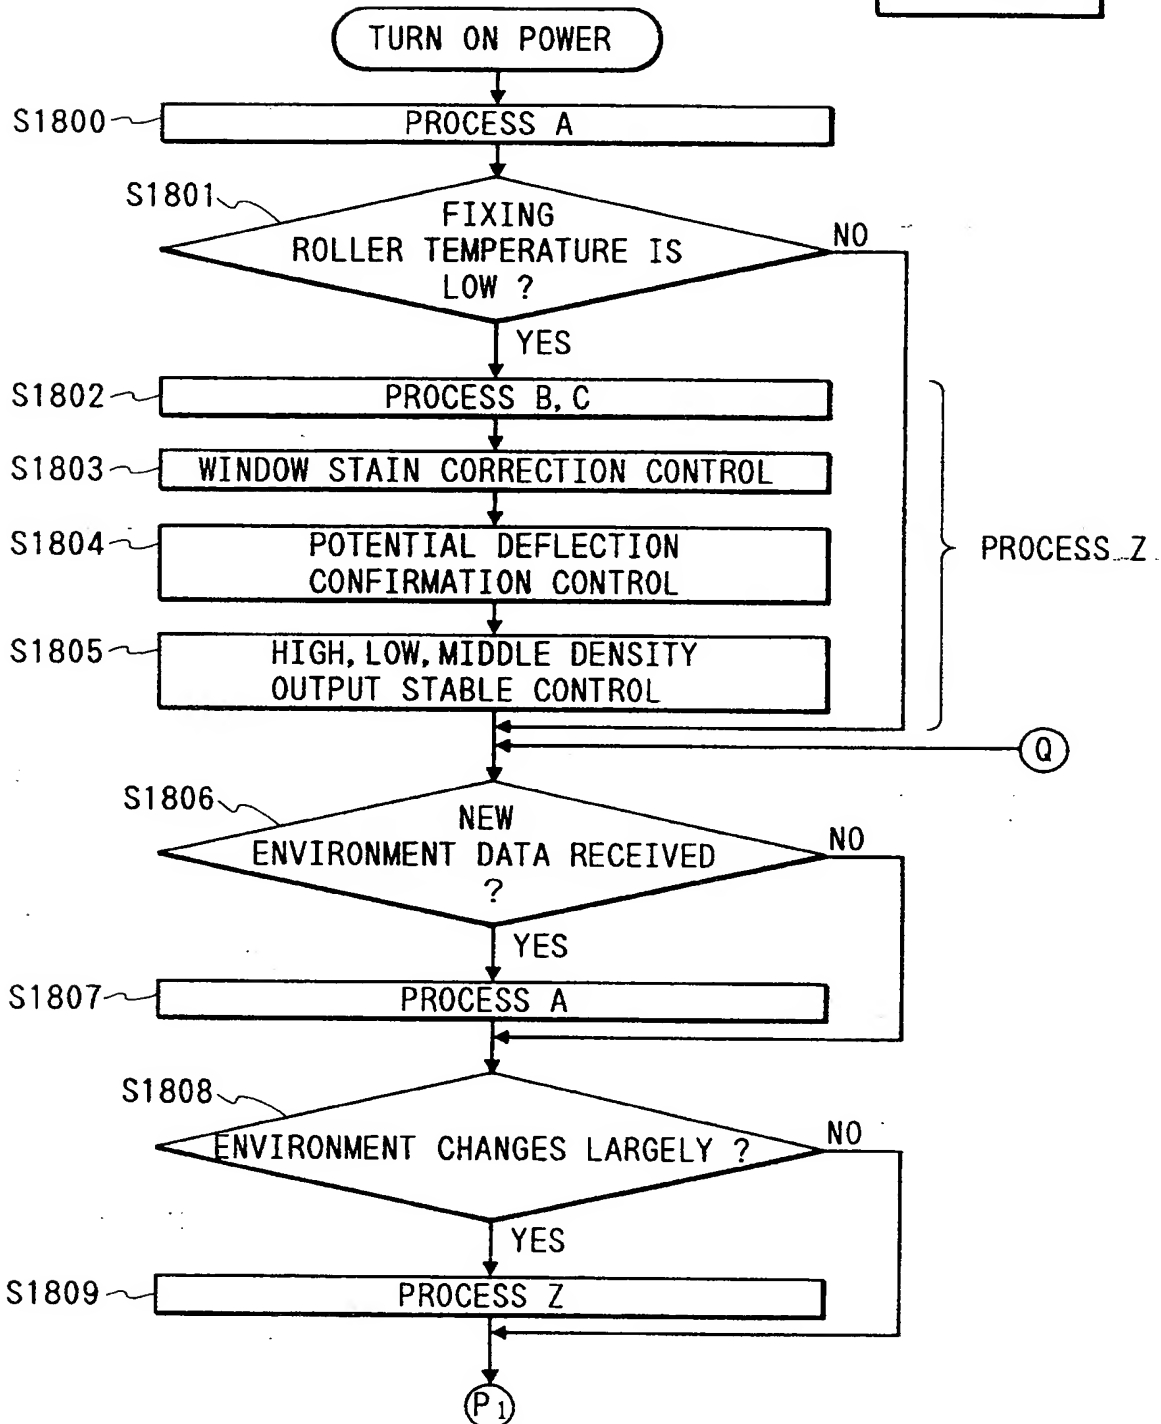 TURN ON POWER
S1800
PROCESS A
S1801
FIXING
ROLLER TEMPERATURE IS
LOW ?
NO
YES
S1802
PROCESS B, C
S1803
WINDOW STAIN CORRECTION CONTROL
S1804
POTENTIAL DEFLECTION
CONFIRMATION CONTROL
PROCESS Z
S1805
HIGH, LOW, MIDDLE DENSITY
OUTPUT STABLE CONTROL
Q
S1806
NEW
ENVIRONMENT DATA RECEIVED
?
NO
YES
S1807
PROCESS A
S1808
ENVIRONMENT CHANGES LARGELY ?
NO
YES
S1809
PROCESS Z
P1